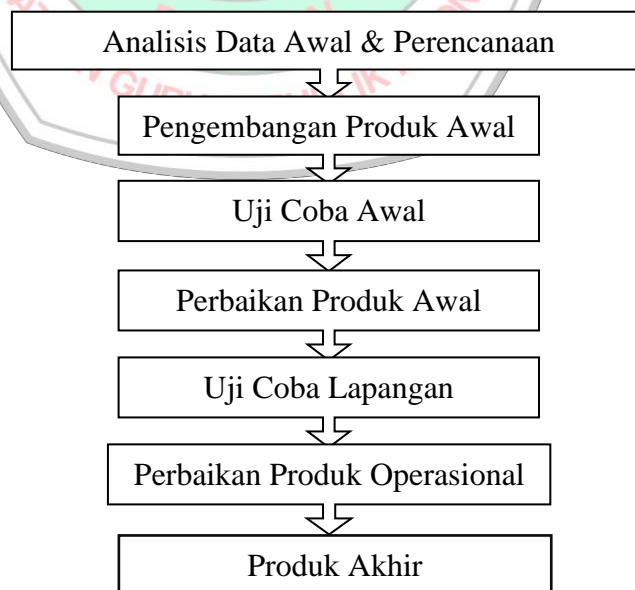 Analisis Data Awal & Perencanaan
Pengembangan Produk Awal
Uji Coba Awal
Perbaikan Produk Awal
Uji Coba Lapangan
Perbaikan Produk Operasional
Produk Akhir